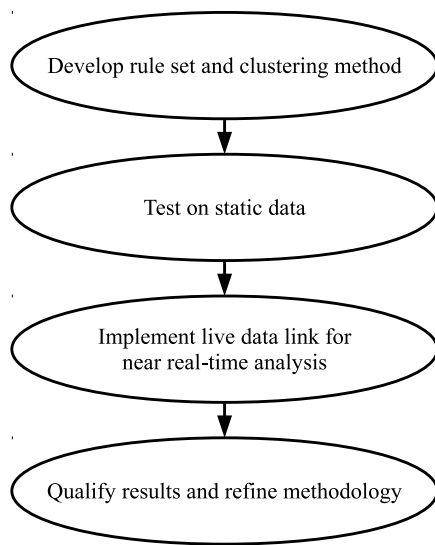 Develop rule set and clustering method
Test on static data
Implement live data link for
near real-time analysis
Qualify results and refine methodology